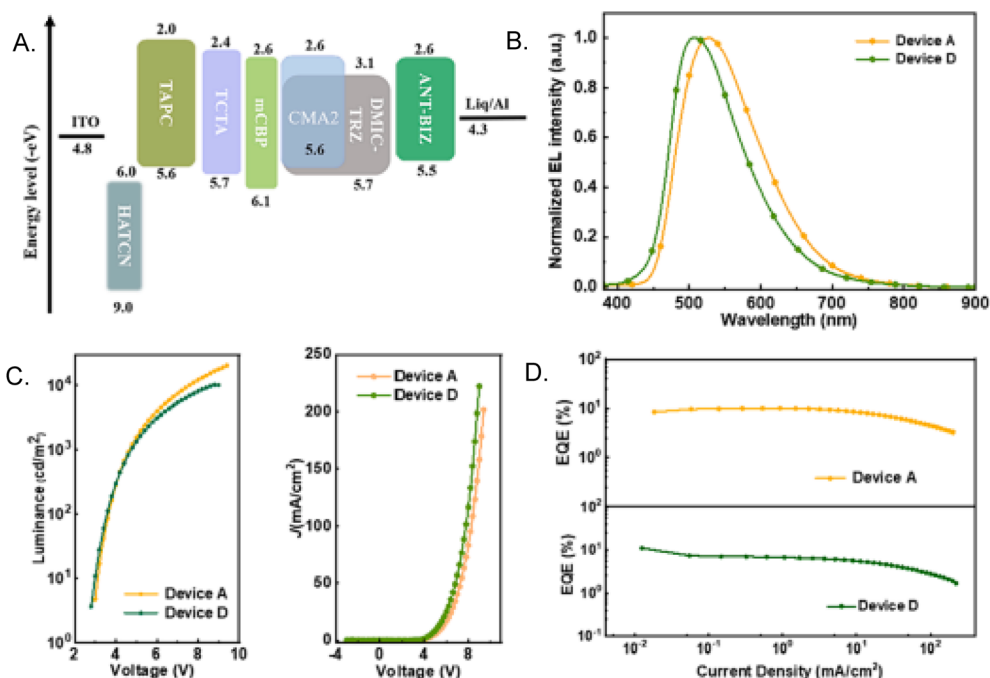 A.
Energy level (-eV)
ITO
4.8
6.0
HATCN
9.0
2.0
TAPC
5.6
2.4
TCTA
5.7
2.6
mCBP
6.1
2.6
CMA2
5.6
3.1
DMIC-
TRZ
5.7
2.6
ANT-BIZ
5.5
Liq/Al
4.3
B.
Normalized EL intensity (a.u.)
1.0
0.8
0.6
0.4
0.2
0.0
Device A
Device D
400 500 600 700 800 900
Wavelength (nm)
C.
Luminance (cd/m²)
10⁴
10³
10²
10¹
10⁰
Device A
Device D
2 4 6 8 10
Voltage (V)
J(mA/cm²)
250
200
150
100
50
0
Device A
Device D
-4 0 4 8
Voltage (V)
D.
EQE (%)
10²
10¹
10⁰
Device A
EQE (%)
10²
10¹
10⁰
10⁻¹
Device D
10⁻² 10⁻¹ 10⁰ 10¹ 10²
Current Density (mA/cm²)